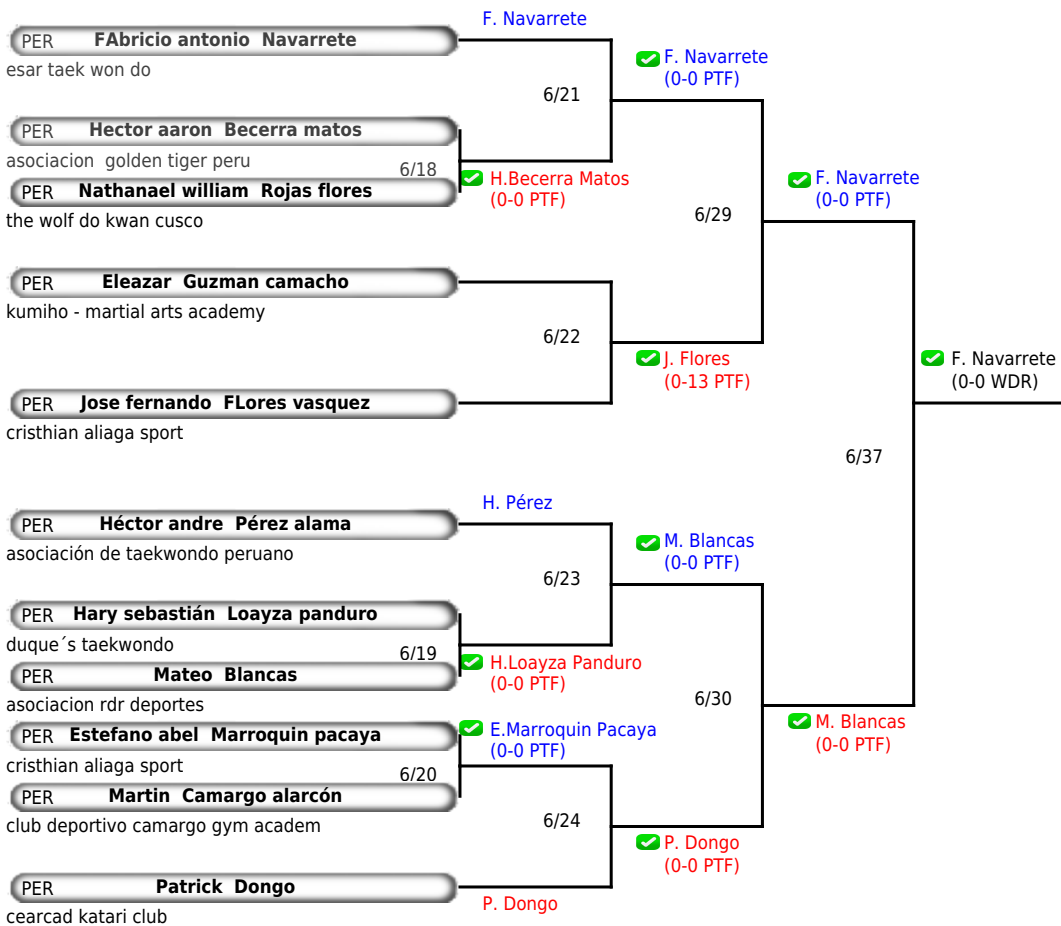 F. Navarrete
PER FAbricio antonio Navarrete
esar taek won do
F. Navarrete
(0-0 PTF)
6/21
PER Hector aaron Becerra matos
asociacion golden tiger peru
6/18
PER Nathanael william Rojas flores
the wolf do kwan cusco
H.Becerra Matos
(0-0 PTF)
F. Navarrete
(0-0 PTF)
6/29
PER Eleazar Guzman camacho
kumiho - martial arts academy
6/22
J. Flores
(0-13 PTF)
F. Navarrete
(0-0 WDR)
PER Jose fernando FLores vasquez
cristhian aliaga sport
6/37
H. Pérez
PER Héctor andre Pérez alama
asociación de taekwondo peruano
M. Blancas
(0-0 PTF)
6/23
PER Hary sebastián Loayza panduro
duque´s taekwondo
6/19
PER Mateo Blancas
asociacion rdr deportes
H.Loayza Panduro
(0-0 PTF)
6/30
M. Blancas
(0-0 PTF)
PER Estefano abel Marroquin pacaya
cristhian aliaga sport
E.Marroquin Pacaya
(0-0 PTF)
6/20
PER Martin Camargo alarcón
club deportivo camargo gym academ
6/24
P. Dongo
(0-0 PTF)
PER Patrick Dongo
cearcad katari club
P. Dongo